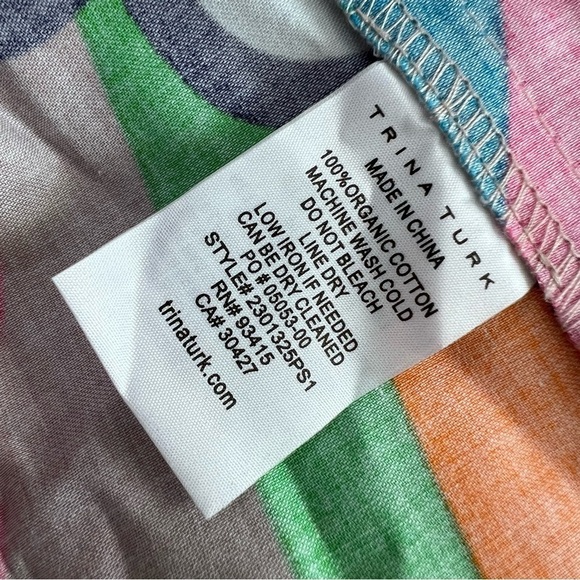 TRINA TURK
MADE IN CHINA
100% ORGANIC COTTON
MACHINE WASH COLD
DO NOT BLEACH
LINE DRY
LOW IRON IF NEEDED
CAN BE DRY CLEANED
PO # 05053-00
STYLE# 2301325PS1
RN# 93415
CA# 30427
trinaturk.com